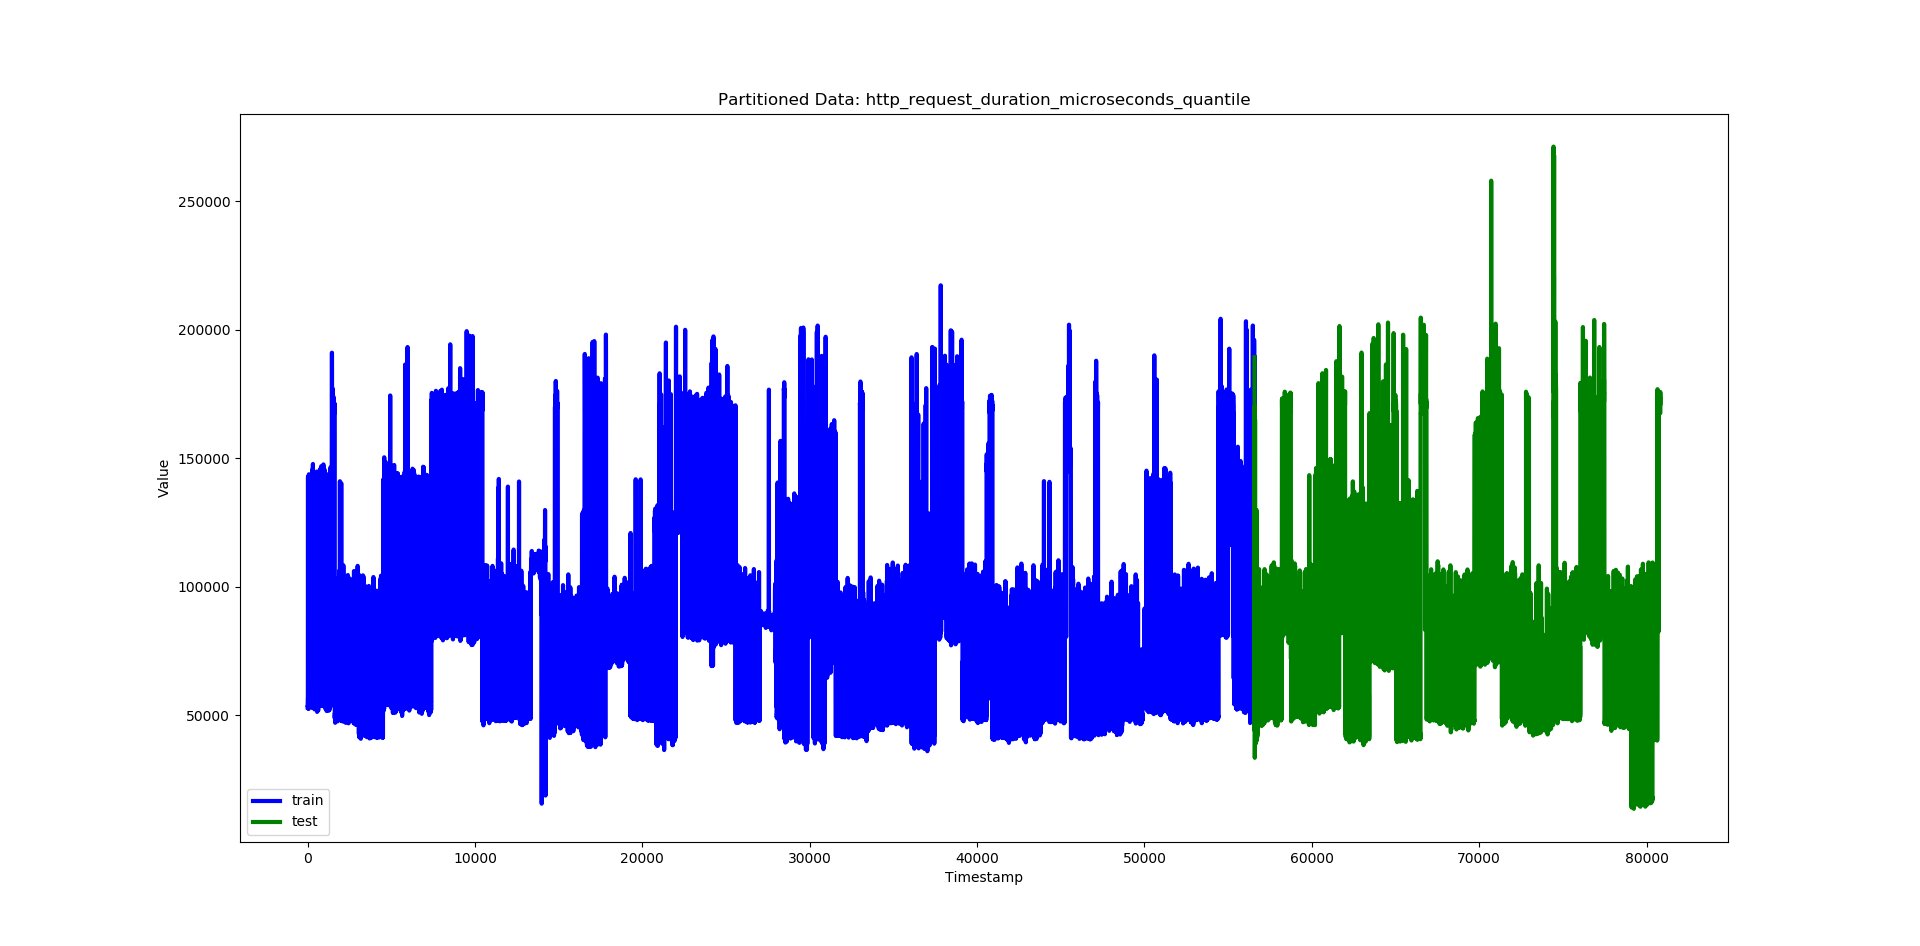 Partitioned Data: http_request_duration_microseconds_quantile
Value
250000
200000
150000
100000
50000
train
test
0 10000 20000 30000 40000 50000 60000 70000 80000
Timestamp